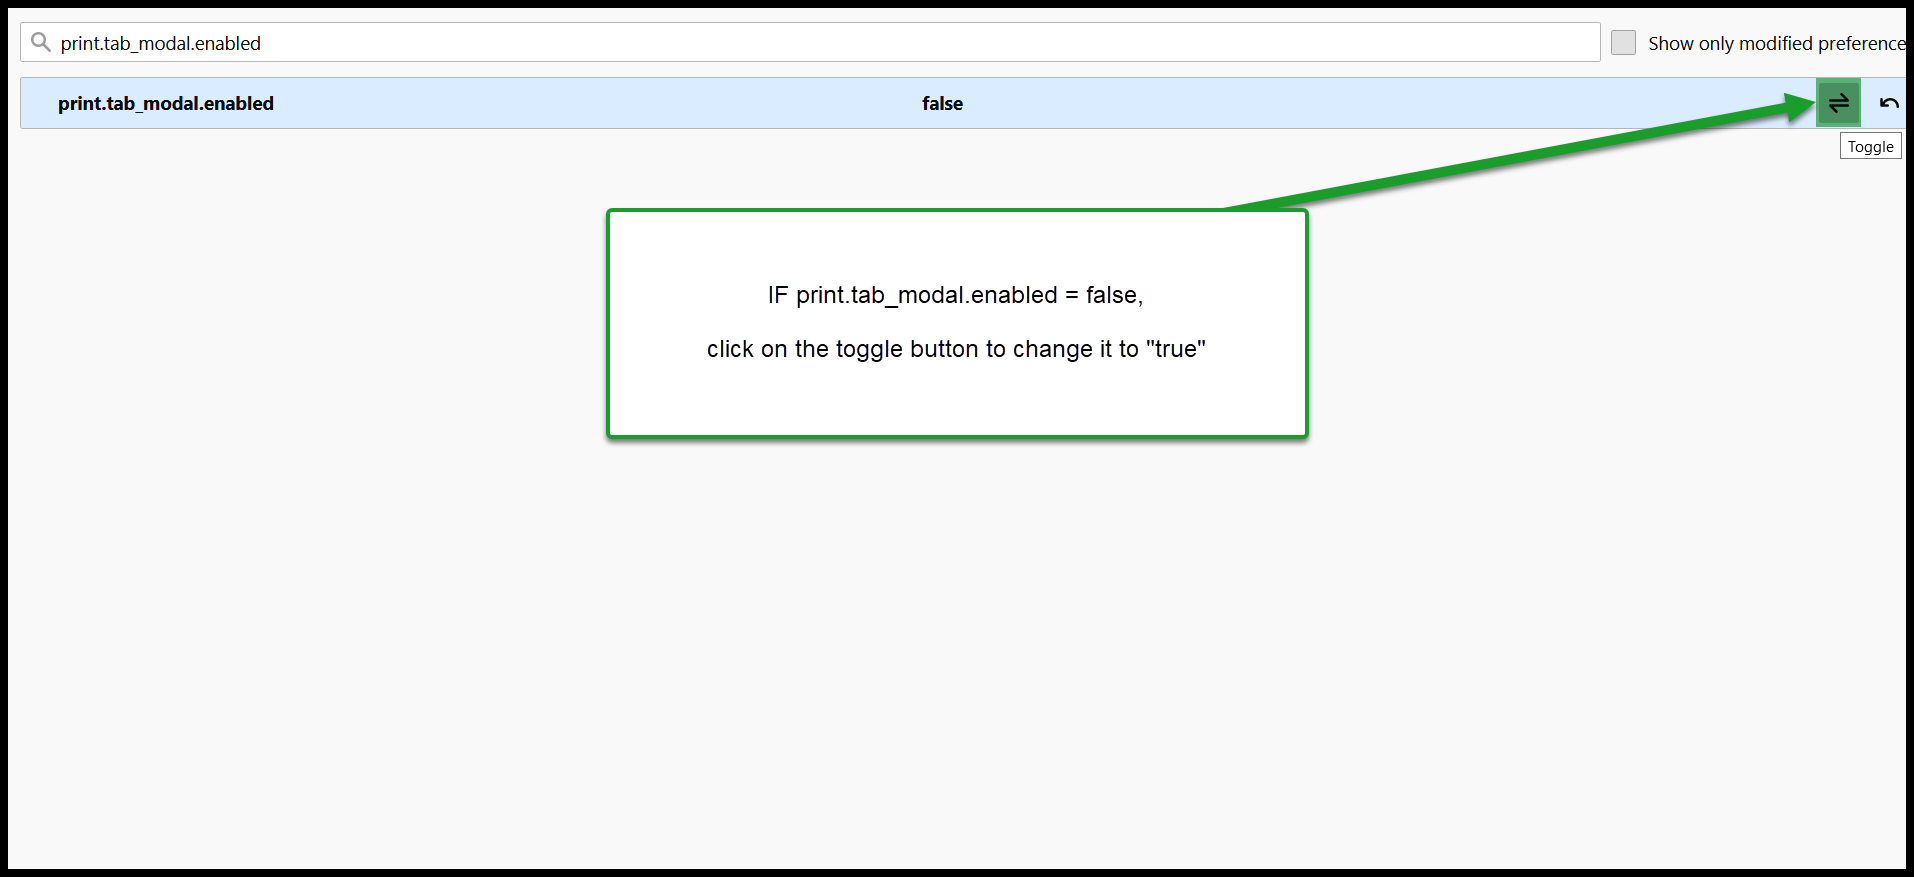 print.tab_modal.enabled
Show only modified preference
print.tab_modal.enabled false
Toggle
IF print.tab_modal.enabled = false,
click on the toggle button to change it to "true"